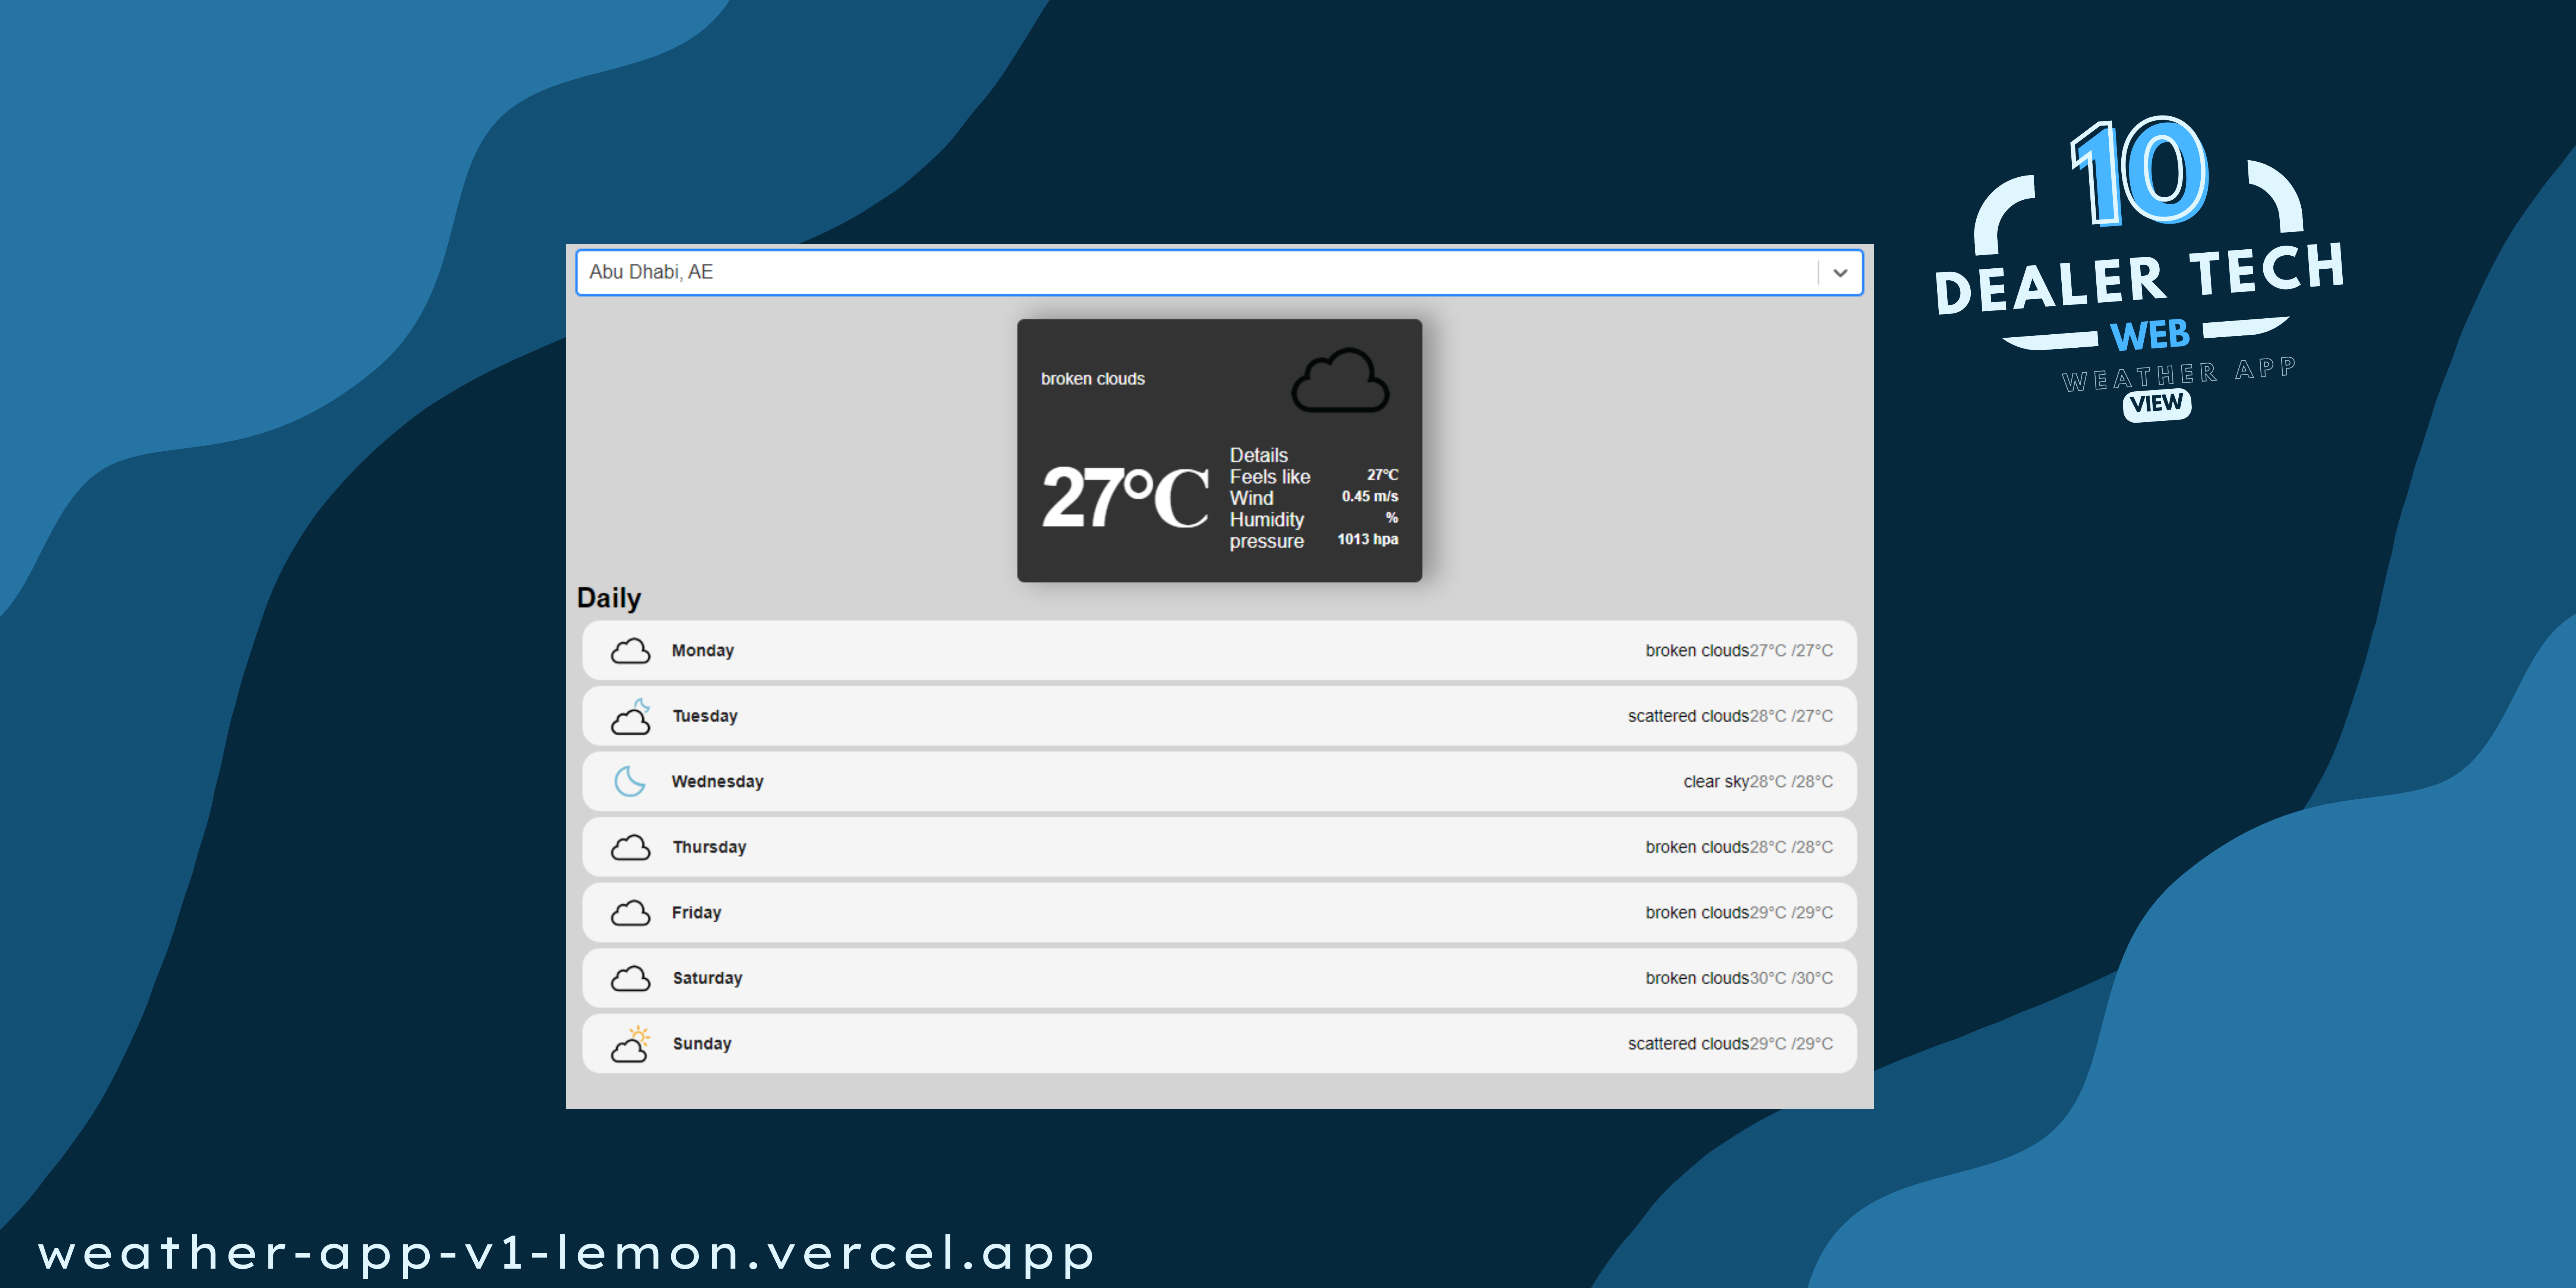 10
DEALER TECH
WEB
WEATHER APP
VIEW
Abu Dhabi, AE
broken clouds
27°C
Details
Feels like 27°C
Wind 0.45 m/s
Humidity %
pressure 1013 hpa
Daily
Monday broken clouds27°C /27°C
Tuesday scattered clouds28°C /27°C
Wednesday clear sky28°C /28°C
Thursday broken clouds28°C /28°C
Friday broken clouds29°C /29°C
Saturday broken clouds30°C /30°C
Sunday scattered clouds29°C /29°C
weather-app-v1-lemon.vercel.app